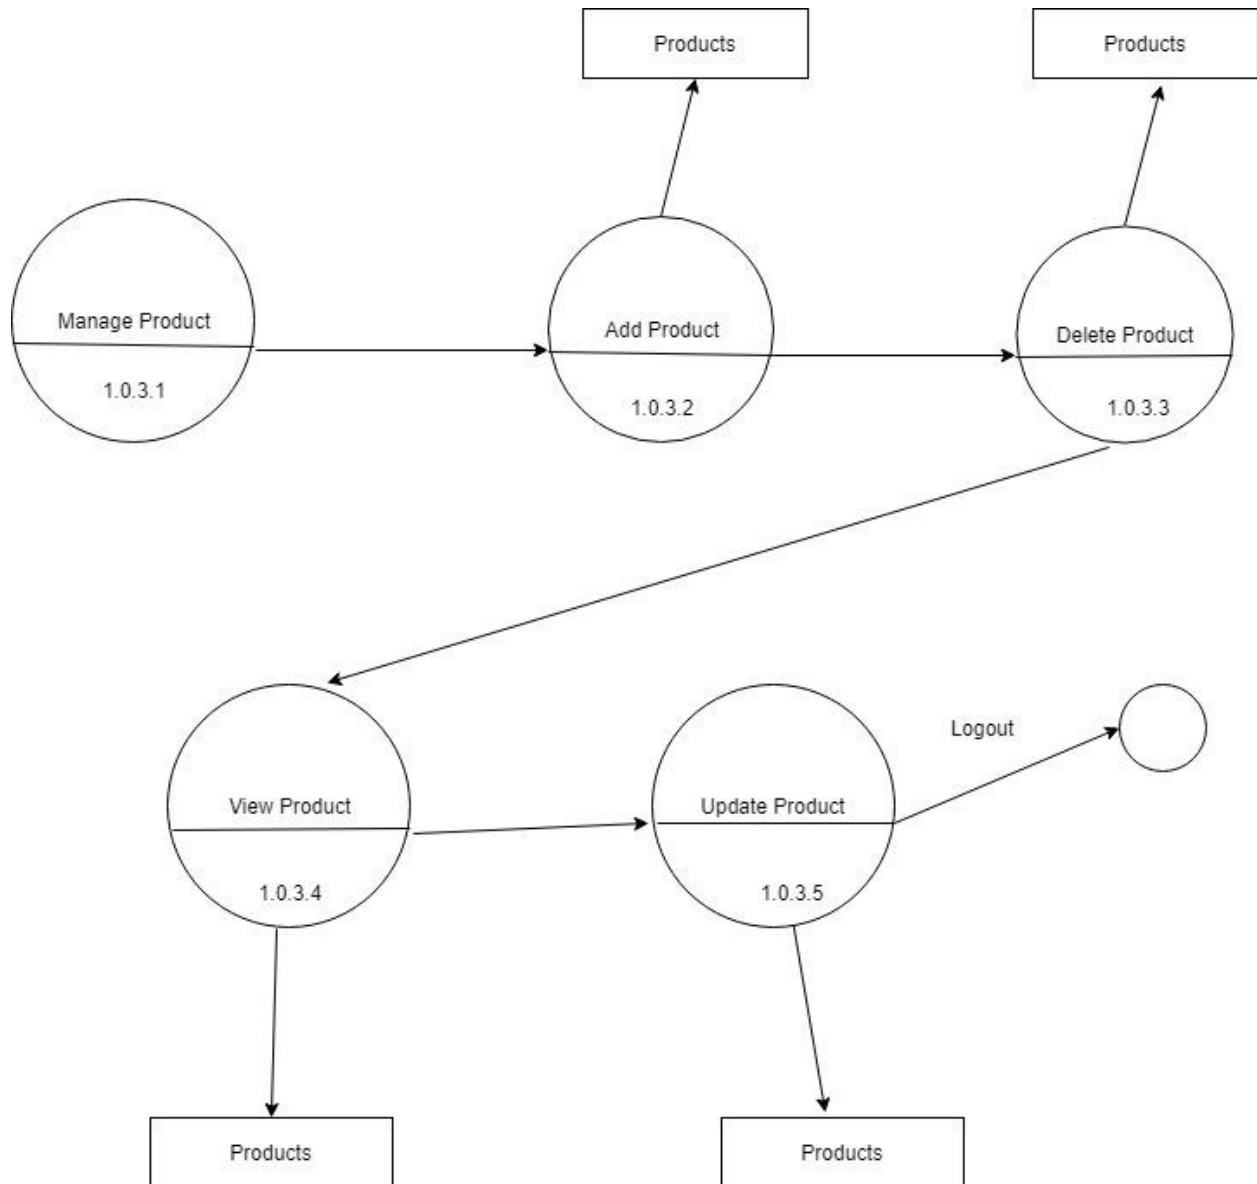 Products
Products
Manage Product
1.0.3.1
Add Product
1.0.3.2
Delete Product
1.0.3.3
View Product
1.0.3.4
Update Product
1.0.3.5
Logout
Products
Products